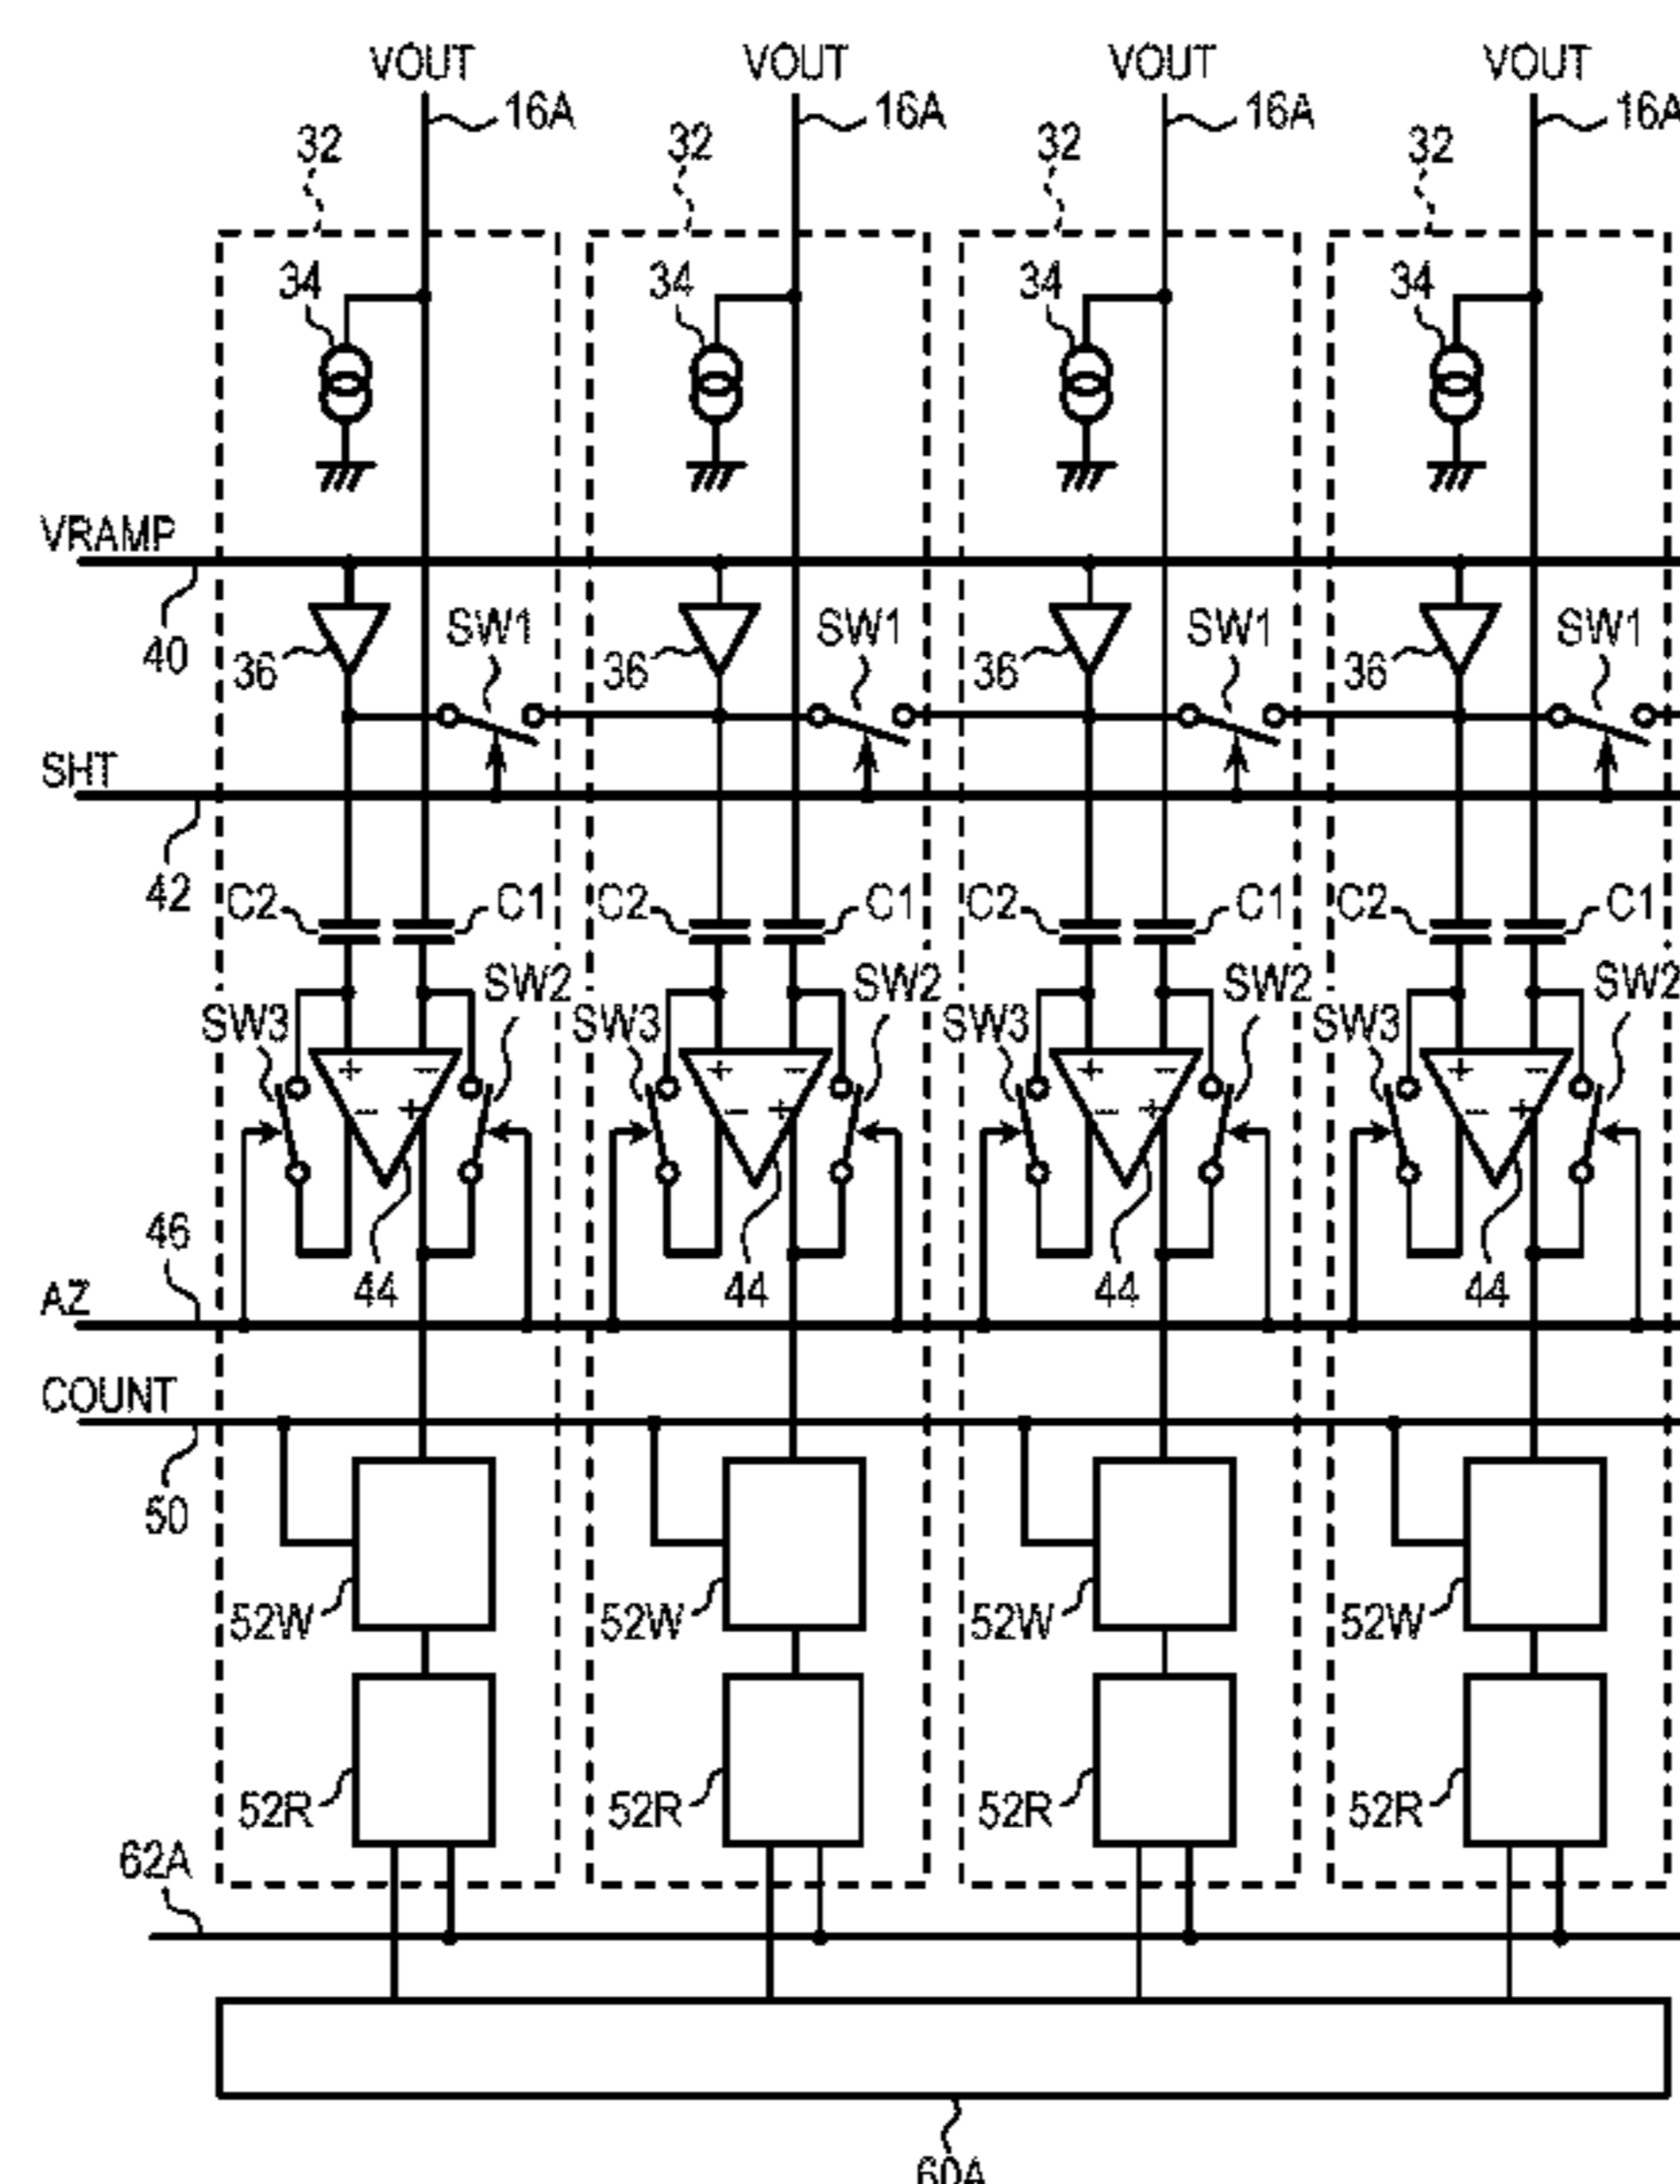 VOUT VOUT VOUT VOUT
16A 16A 16A 16A
32 32 32 32
34 34 34 34
VRAMP
SW1 SW1 SW1 SW1
40 36 36 36 36
SHT
42 C2 C1 C2 C1 C2 C1 C2 C1
SW3 SW2 SW3 SW2 SW3 SW2 SW3 SW2
+ − + − + − + −
− + − + − + − +
46
AZ 44 44 44 44
COUNT
50
52W 52W 52W 52W
52R 52R 52R 52R
62A
60A